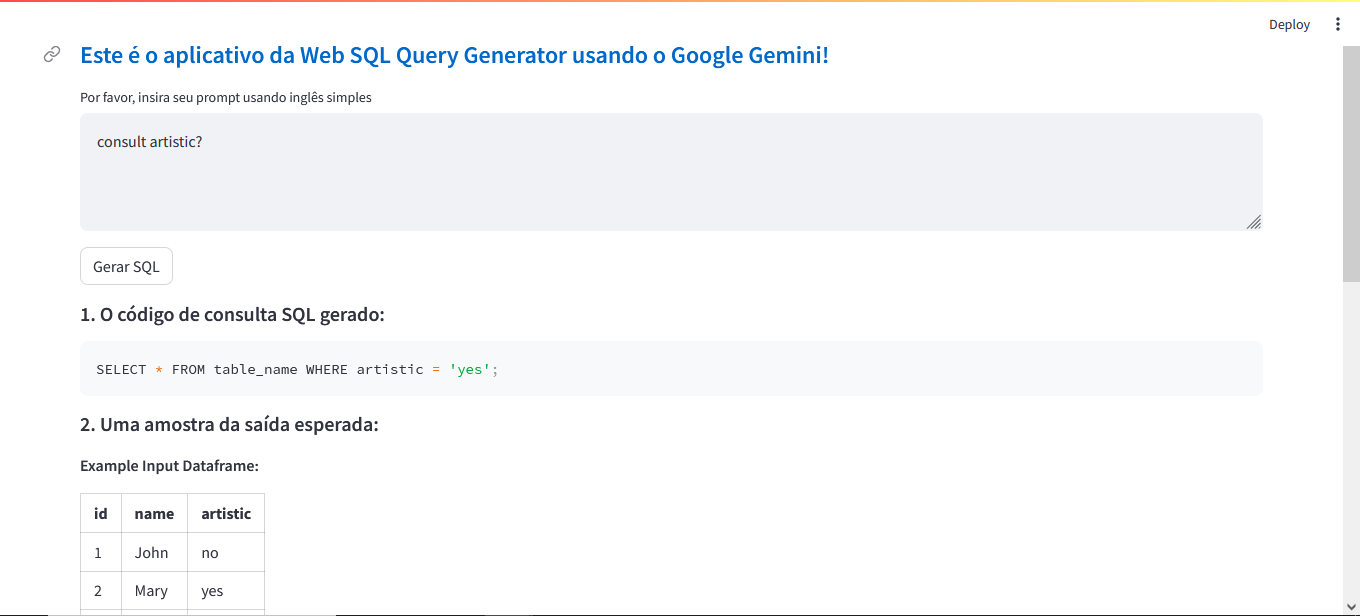 Deploy
Este é o aplicativo da Web SQL Query Generator usando o Google Gemini!
Por favor, insira seu prompt usando inglês simples
consult artistic?
Gerar SQL
1. O código de consulta SQL gerado:
SELECT * FROM table_name WHERE artistic = 'yes';
2. Uma amostra da saída esperada:
Example Input Dataframe:
id name artistic
1 John no
2 Mary yes